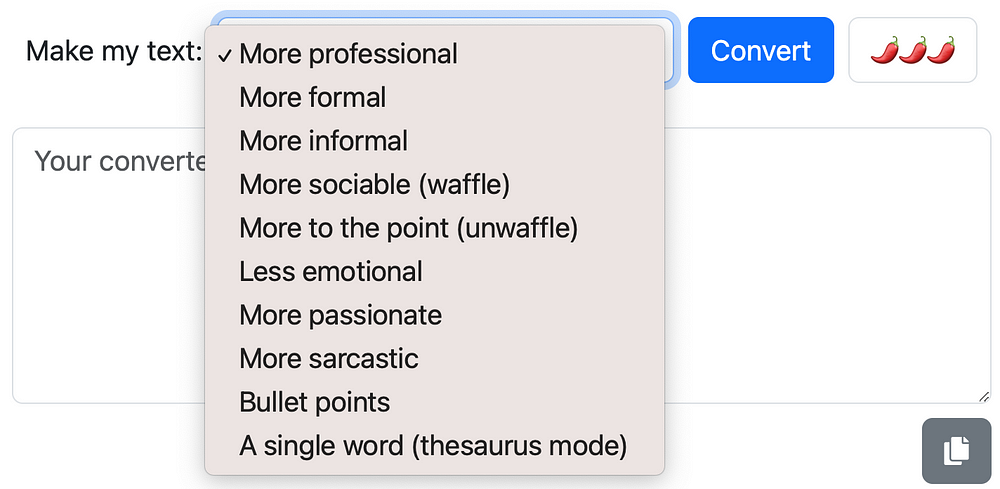 Make my text:
✓ More professional
Convert
🌶️🌶️🌶️
More formal
More informal
Your converte
More sociable (waffle)
More to the point (unwaffle)
Less emotional
More passionate
More sarcastic
Bullet points
A single word (thesaurus mode)